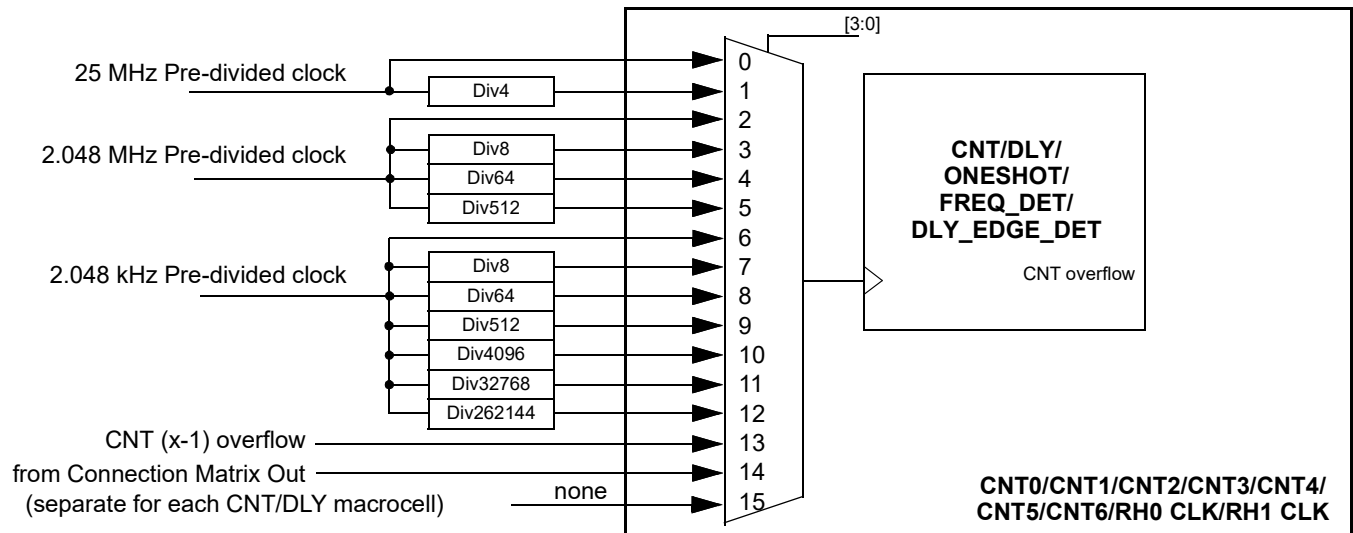 [3:0]
25 MHz Pre-divided clock
Div4
2.048 MHz Pre-divided clock
Div8
Div64
Div512
2.048 kHz Pre-divided clock
Div8
Div64
Div512
Div4096
Div32768
Div262144
CNT (x-1) overflow
from Connection Matrix Out
(separate for each CNT/DLY macrocell)
none
0
1
2
3
4
5
6
7
8
9
10
11
12
13
14
15
CNT/DLY/
ONESHOT/
FREQ_DET/
DLY_EDGE_DET
CNT overflow
CNT0/CNT1/CNT2/CNT3/CNT4/
CNT5/CNT6/RH0 CLK/RH1 CLK